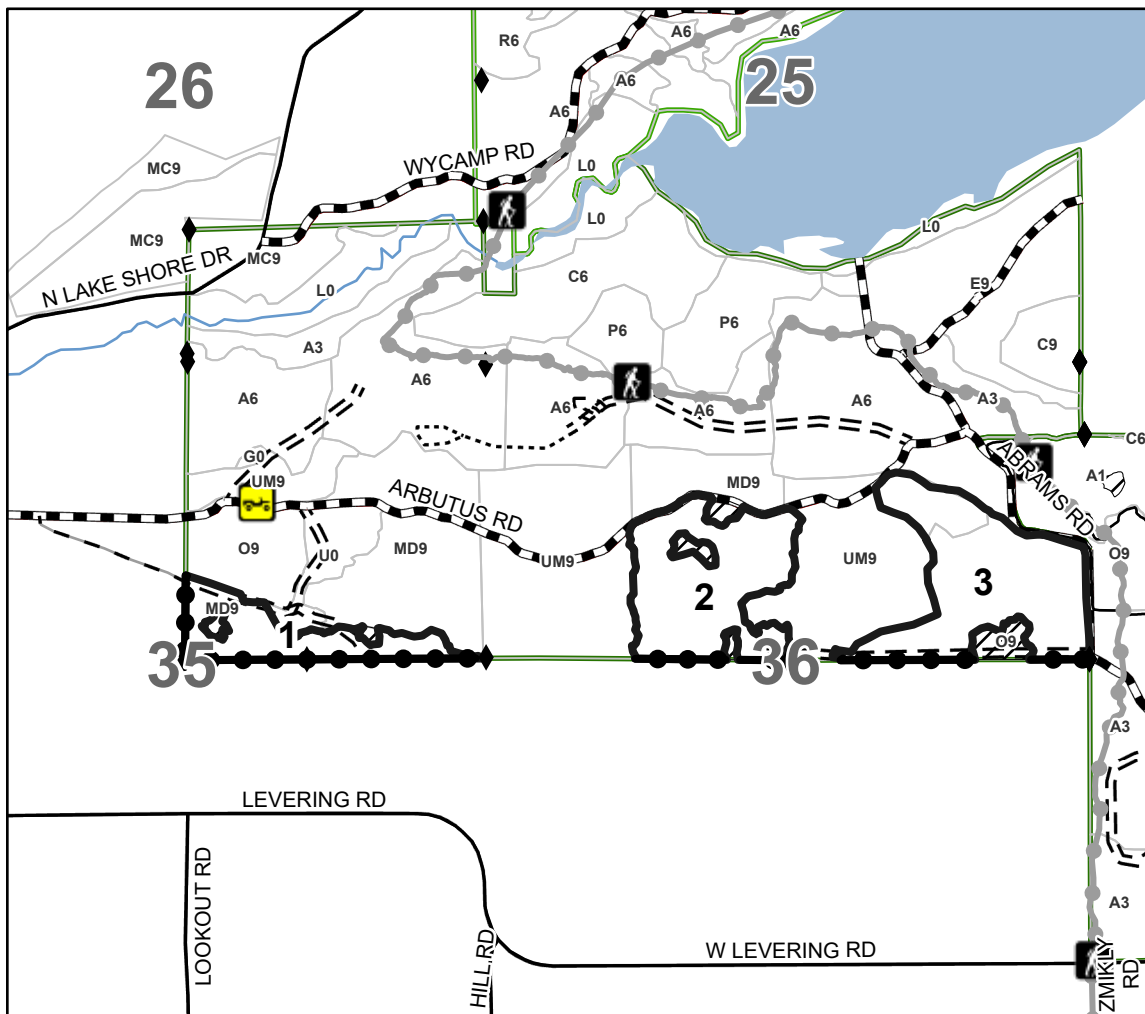 R6
A6
A6
26
A6
25
A6
MC9
WYCAMP RD
L0
MC9
L0
L0
N LAKE SHORE DR
MC9
C6
E9
L0
P6
P6
A3
C9
A6
A6
A6
A6
A6
A3
C6
G0
UM9
MD9
ABRAMS RD
A1
ARBUTUS RD
O9
U0
MD9
UM9
UM9
O9
MD9
1
2
3
O9
35
36
A3
LEVERING RD
LOOKOUT RD
HILL RD
W LEVERING RD
A3
ZMIKLY
RD